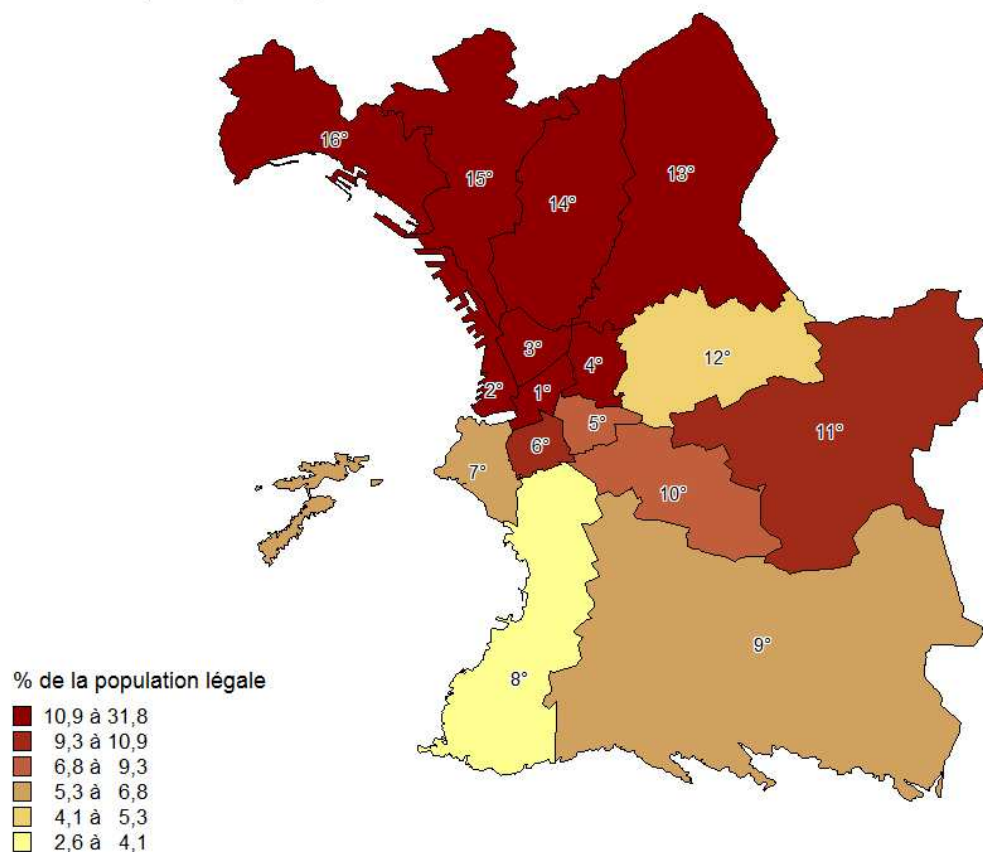 16°
15°
14°
13°
3°
4°
12°
2°
1°
5°
11°
6°
7°
10°
9°
8°
% de la population légale
10,9 à 31,8
9,3 à 10,9
6,8 à 9,3
5,3 à 6,8
4,1 à 5,3
2,6 à 4,1